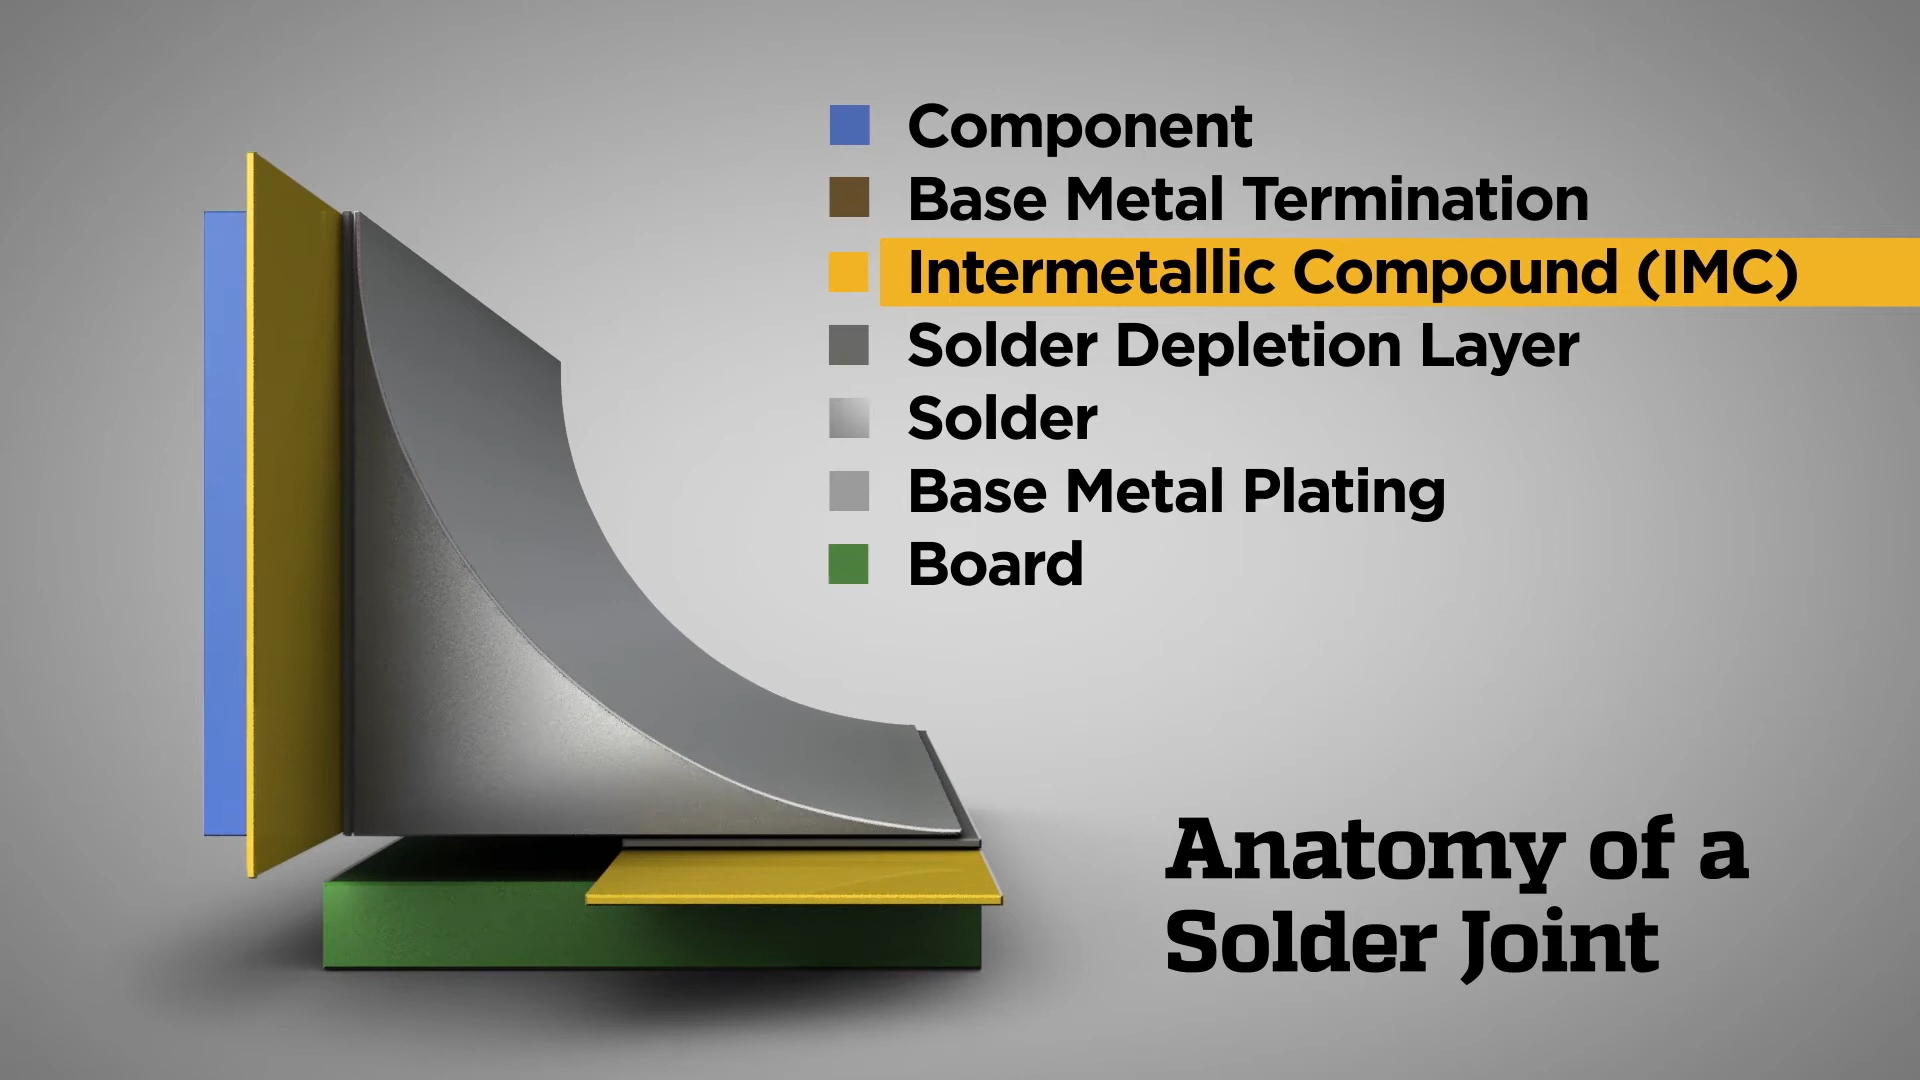 Component
Base Metal Termination
Intermetallic Compound (IMC)
Solder Depletion Layer
Solder
Base Metal Plating
Board
Anatomy of a
Solder Joint